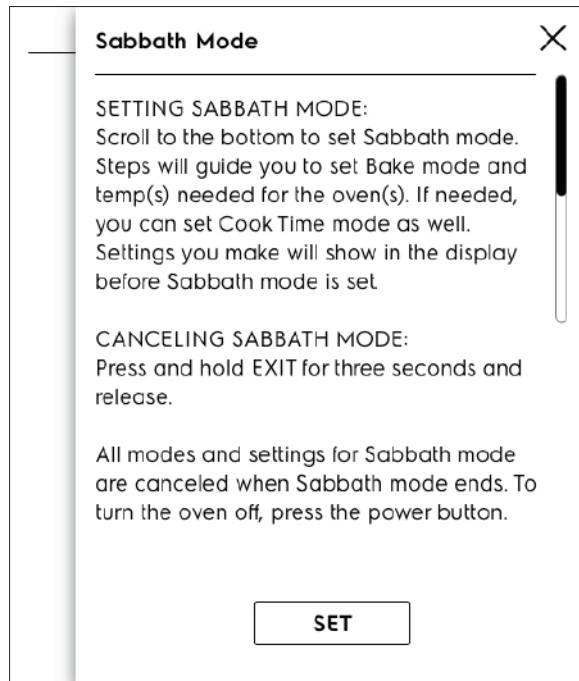 Sabbath Mode
SETTING SABBATH MODE:
Scroll to the bottom to set Sabbath mode.
Steps will guide you to set Bake mode and
temp(s) needed for the oven(s). If needed,
you can set Cook Time mode as well.
Settings you make will show in the display
before Sabbath mode is set.
CANCELING SABBATH MODE:
Press and hold EXIT for three seconds and
release.
All modes and settings for Sabbath mode
are canceled when Sabbath mode ends. To
turn the oven off, press the power button.
SET